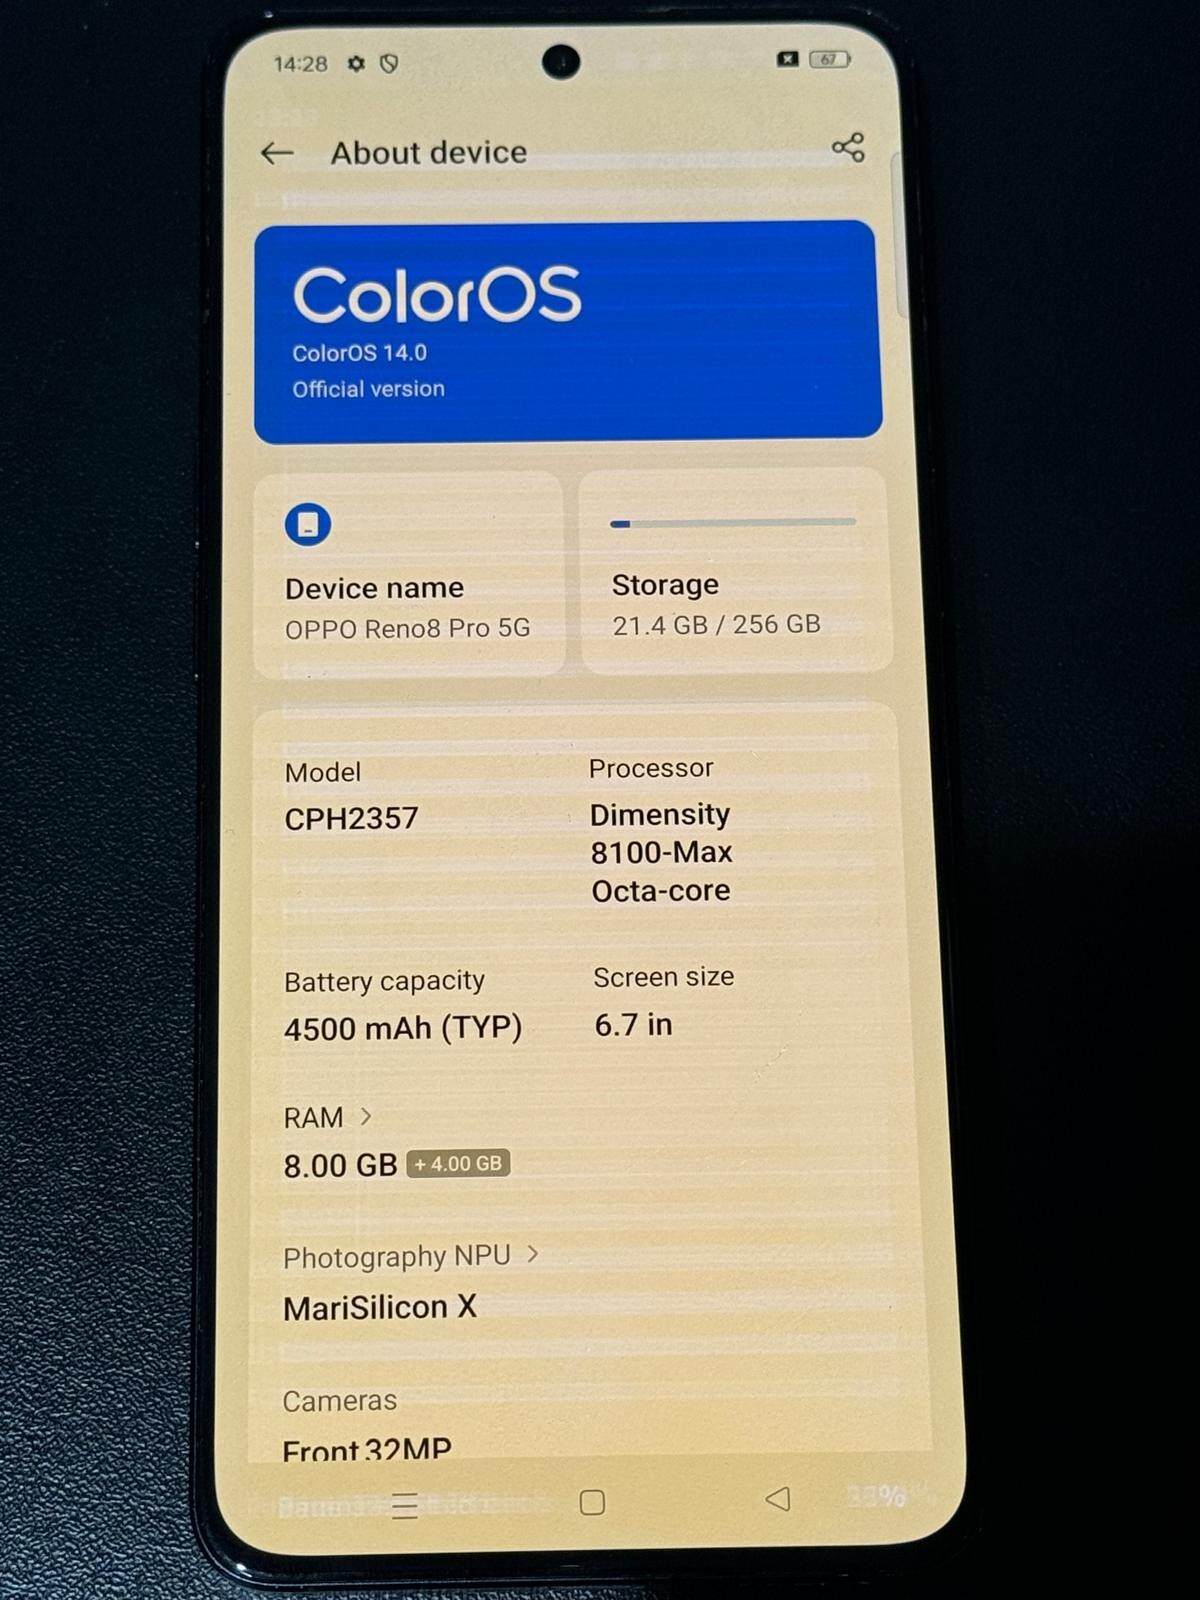 14:28
67
About device
ColorOS
ColorOS 14.0
Official version
Device name
OPPO Reno8 Pro 5G
Storage
21.4 GB / 256 GB
Model
CPH2357
Processor
Dimensity
8100-Max
Octa-core
Battery capacity
4500 mAh (TYP)
Screen size
6.7 in
RAM >
8.00 GB + 4.00 GB
Photography NPU >
MariSilicon X
Cameras
Front 32MP